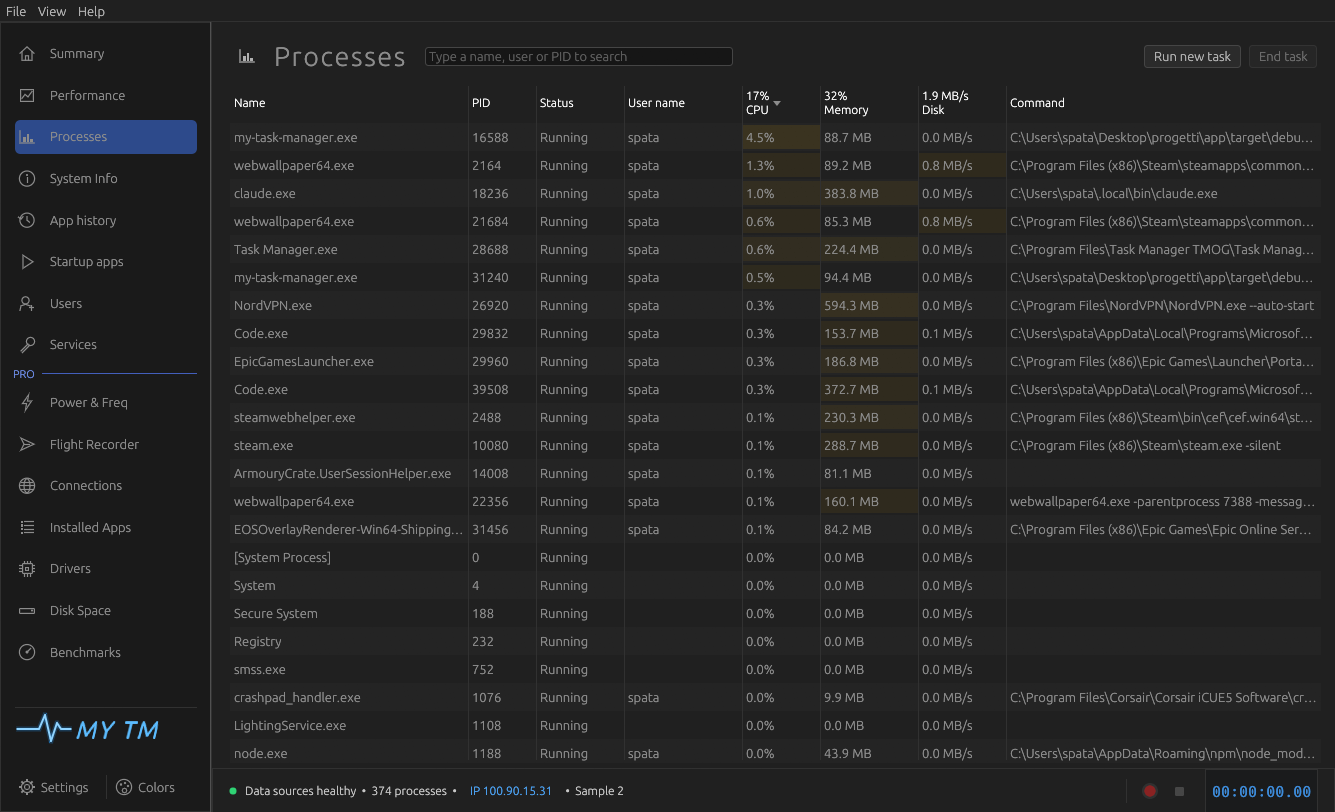 File View Help
Summary
Performance
Processes
System Info
App history
Startup apps
Users
Services
PRO
Power & Freq
Flight Recorder
Connections
Installed Apps
Drivers
Disk Space
Benchmarks
MY TM
Settings Colors
Processes Type a name, user or PID to search Run new task End task
Name PID Status User name 17% CPU 32% Memory 1.9 MB/s Disk Command
my-task-manager.exe 16588 Running spata 4.5% 88.7 MB 0.0 MB/s C:\Users\spata\Desktop\progetti\app\target\debu...
webwallpaper64.exe 2164 Running spata 1.3% 89.2 MB 0.8 MB/s C:\Program Files (x86)\Steam\steamapps\common...
claude.exe 18236 Running spata 1.0% 383.8 MB 0.0 MB/s C:\Users\spata\.local\bin\claude.exe
webwallpaper64.exe 21684 Running spata 0.6% 85.3 MB 0.8 MB/s C:\Program Files (x86)\Steam\steamapps\common...
Task Manager.exe 28688 Running spata 0.6% 224.4 MB 0.0 MB/s C:\Program Files\Task Manager TMOG\Task Manag...
my-task-manager.exe 31240 Running spata 0.5% 94.4 MB 0.0 MB/s C:\Users\spata\Desktop\progetti\app\target\debu...
NordVPN.exe 26920 Running spata 0.3% 594.3 MB 0.0 MB/s C:\Program Files\NordVPN\NordVPN.exe --auto-start
Code.exe 29832 Running spata 0.3% 153.7 MB 0.1 MB/s C:\Users\spata\AppData\Local\Programs\Microsof...
EpicGamesLauncher.exe 29960 Running spata 0.3% 186.8 MB 0.0 MB/s C:\Program Files (x86)\Epic Games\Launcher\Porta...
Code.exe 39508 Running spata 0.3% 372.7 MB 0.1 MB/s C:\Users\spata\AppData\Local\Programs\Microsof...
steamwebhelper.exe 2488 Running spata 0.1% 230.3 MB 0.0 MB/s C:\Program Files (x86)\Steam\bin\cef\cef.win64\st...
steam.exe 10080 Running spata 0.1% 288.7 MB 0.0 MB/s C:\Program Files (x86)\Steam\steam.exe -silent
ArmouryCrate.UserSessionHelper.exe 14008 Running spata 0.1% 81.1 MB 0.0 MB/s
webwallpaper64.exe 22356 Running spata 0.1% 160.1 MB 0.0 MB/s webwallpaper64.exe -parentprocess 7388 -messag...
EOSOverlayRenderer-Win64-Shipping... 31456 Running spata 0.1% 84.2 MB 0.0 MB/s C:\Program Files (x86)\Epic Games\Epic Online Ser...
[System Process] 0 Running 0.0% 0.0 MB 0.0 MB/s
System 4 Running 0.0% 0.0 MB 0.0 MB/s
Secure System 188 Running 0.0% 0.0 MB 0.0 MB/s
Registry 232 Running 0.0% 0.0 MB 0.0 MB/s
smss.exe 752 Running 0.0% 0.0 MB 0.0 MB/s
crashpad_handler.exe 1076 Running spata 0.0% 9.9 MB 0.0 MB/s C:\Program Files\Corsair\Corsair iCUE5 Software\cr...
LightingService.exe 1108 Running 0.0% 0.0 MB 0.0 MB/s
node.exe 1188 Running spata 0.0% 43.9 MB 0.0 MB/s C:\Users\spata\AppData\Roaming\npm\node_mod...
Data sources healthy • 374 processes • IP 100.90.15.31 • Sample 2 00:00:00.00